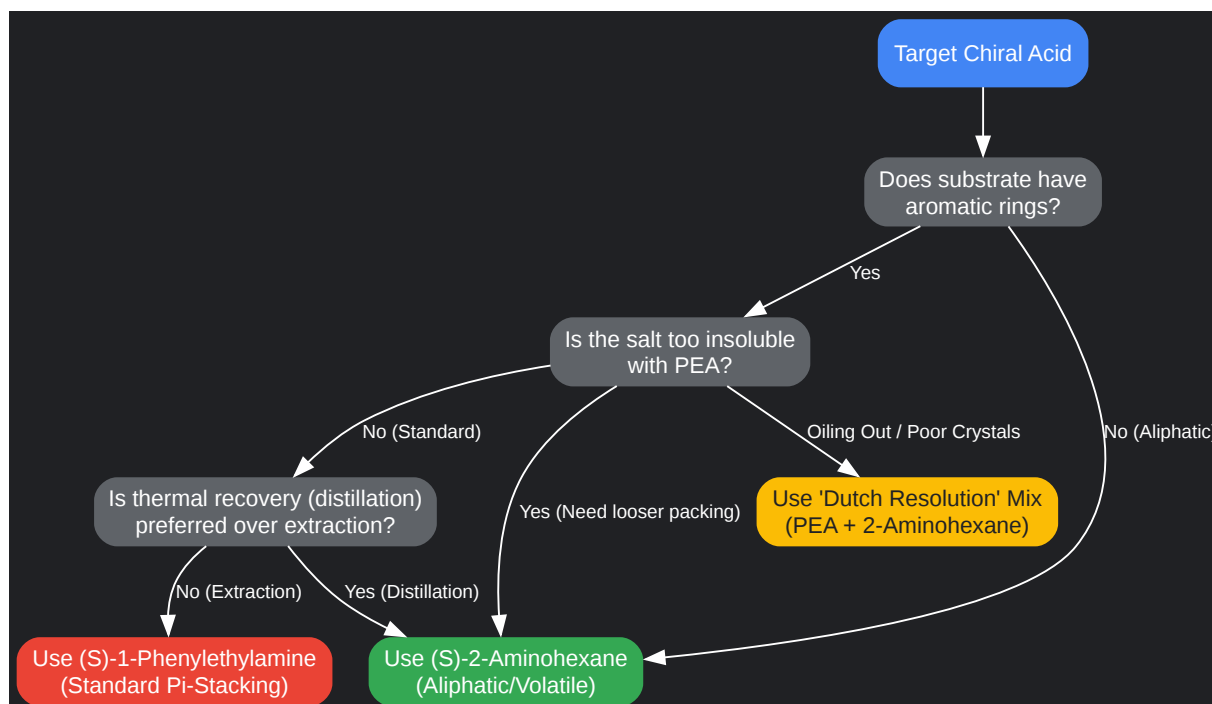 Target Chiral Acid
Does substrate have
aromatic rings?
Yes
Is the salt too insoluble
with PEA?
No (Standard)
Oiling Out / Poor Crystals
No (Aliphatic)
Is thermal recovery (distillation)
preferred over extraction?
Yes (Need looser packing)
Use 'Dutch Resolution' Mix
(PEA + 2-Aminohexane)
No (Extraction)
Yes (Distillation)
Use (S)-1-Phenylethylamine
(Standard Pi-Stacking)
Use (S)-2-Aminohexane
(Aliphatic/Volatile)